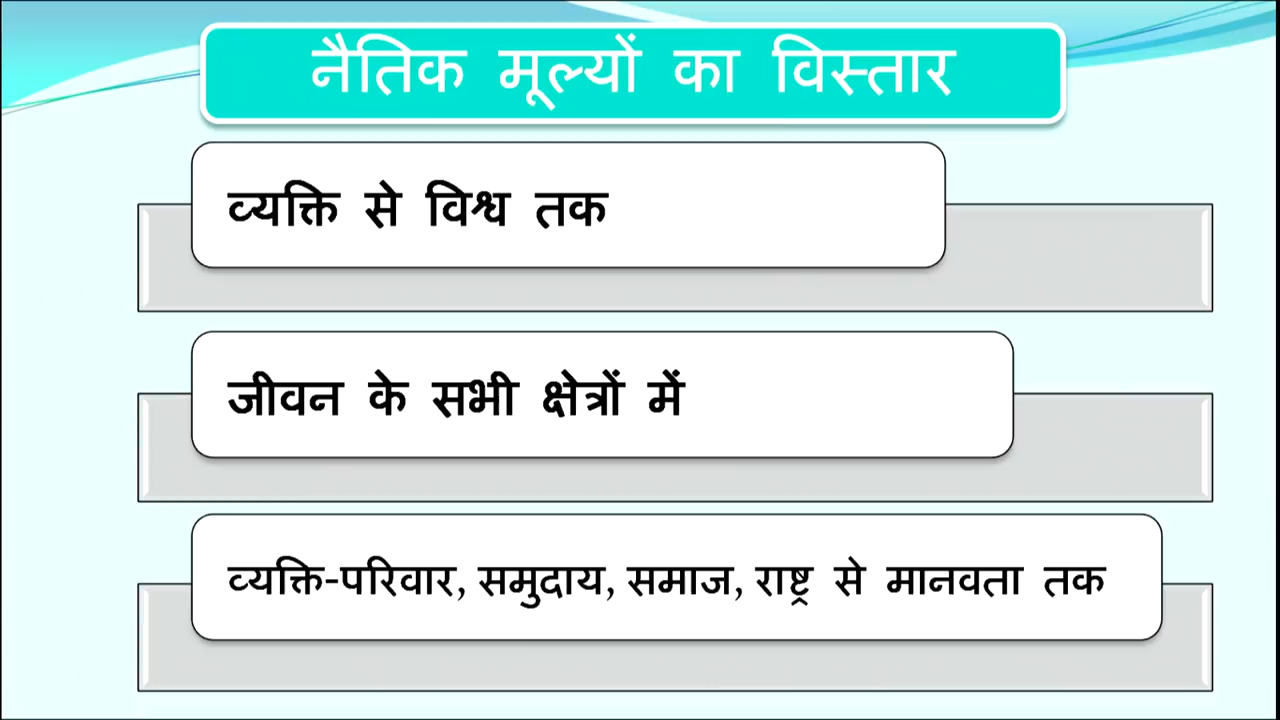 नैतिक मूल्यों का विस्तार
व्यक्ति से विश्व तक
जीवन के सभी क्षेत्रों में
व्यक्ति-परिवार, समुदाय, समाज, राष्ट्र से मानवता तक